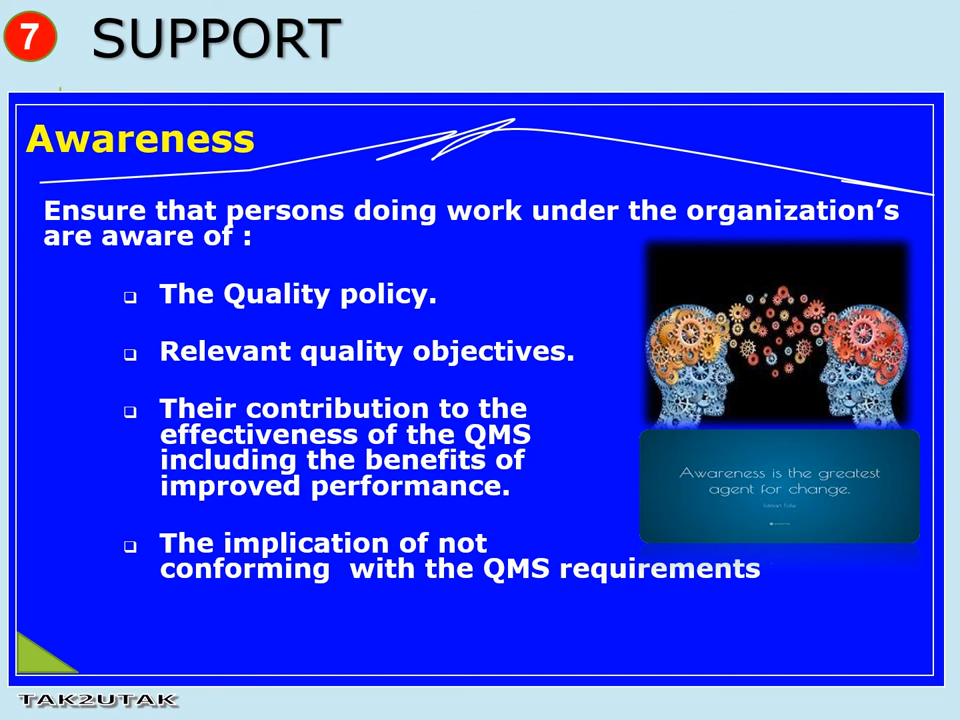 7
SUPPORT
Awareness
Ensure that persons doing work under the organization’s
are aware of :
❑ The Quality policy.
❑ Relevant quality objectives.
❑ Their contribution to the
effectiveness of the QMS
including the benefits of
improved performance.
❑ The implication of not
conforming with the QMS requirements
Awareness is the greatest
agent for change.
TAK2UTAK